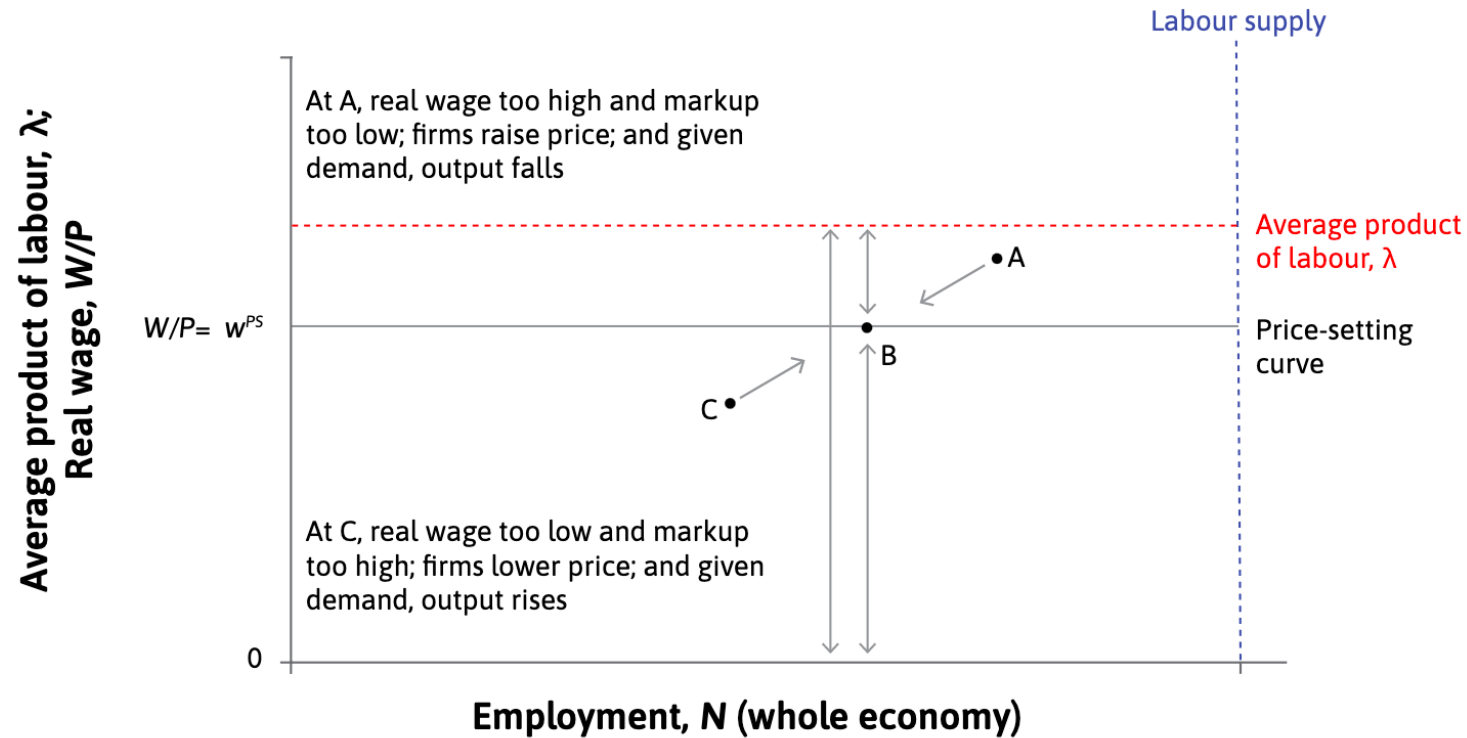 Labour supply
At A, real wage too high and markup
too low; firms raise price; and given
demand, output falls
Average product of labour, λ;
Real wage, W/P
Average product
of labour, λ
A
W/P= wᴾˢ
Price-setting
curve
B
C
At C, real wage too low and markup
too high; firms lower price; and given
demand, output rises
0
Employment, N (whole economy)